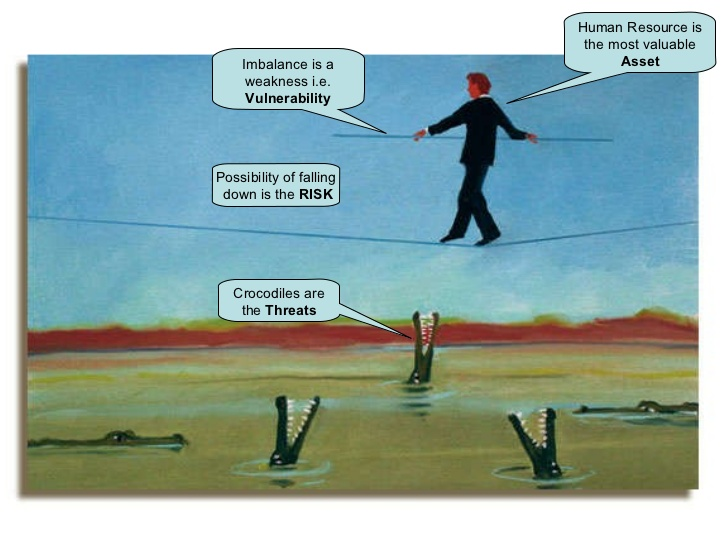 Human Resource is
the most valuable
Asset
Imbalance is a
weakness i.e.
Vulnerability
Possibility of falling
down is the RISK
Crocodiles are
the Threats